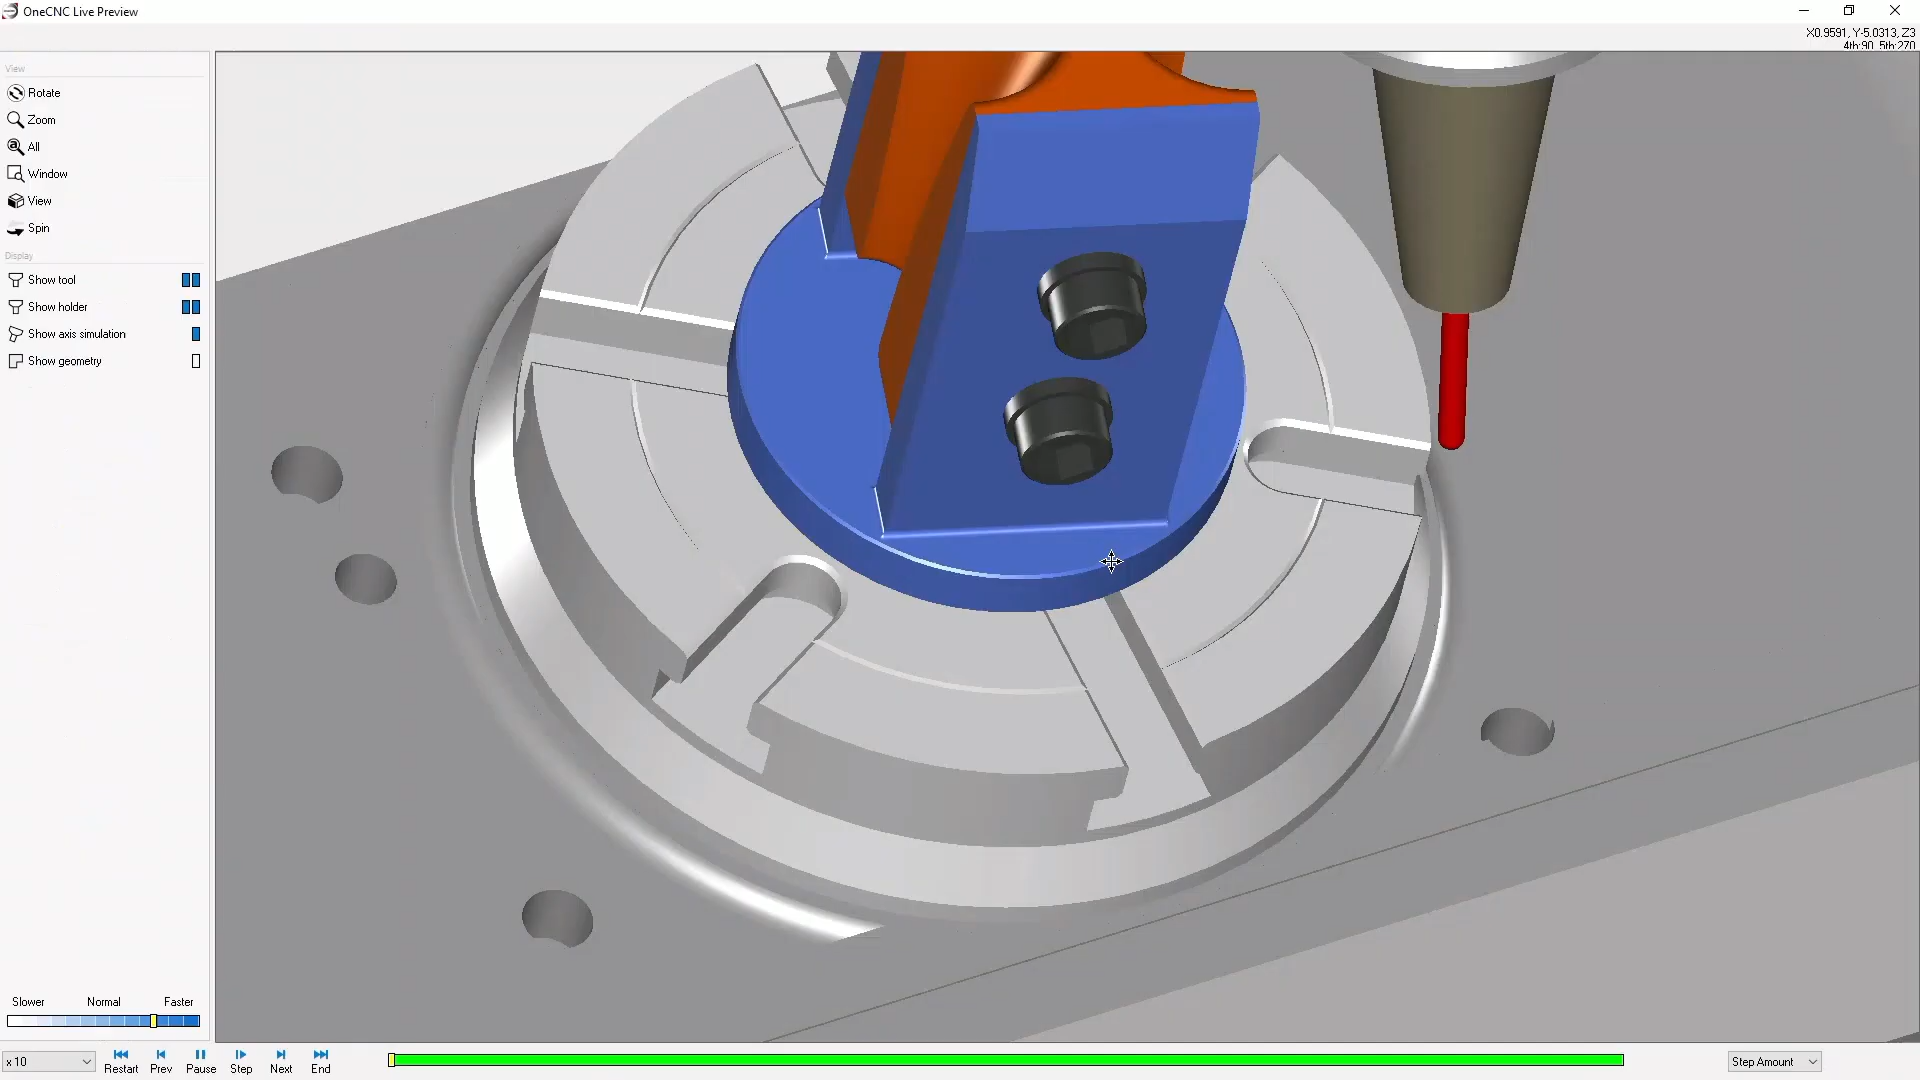 OneCNC Live Preview
X0.9591, Y-5.0313, Z3
4th:90, 5th:270
View
Rotate
Zoom
All
Window
View
Spin
Display
Show tool
Show holder
Show axis simulation
Show geometry
Slower Normal Faster
x 10
Restart Prev Pause Step Next End
Step Amount